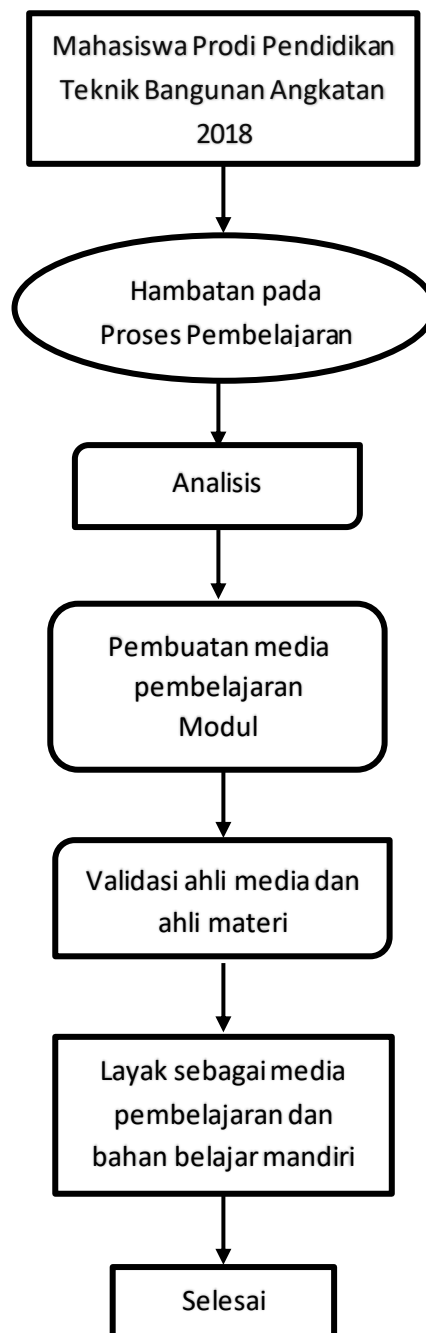 Mahasiswa Prodi Pendidikan
Teknik Bangunan Angkatan
2018
Hambatan pada
Proses Pembelajaran
Analisis
Pembuatan media
pembelajaran
Modul
Validasi ahli media dan
ahli materi
Layak sebagai media
pembelajaran dan
bahan belajar mandiri
Selesai